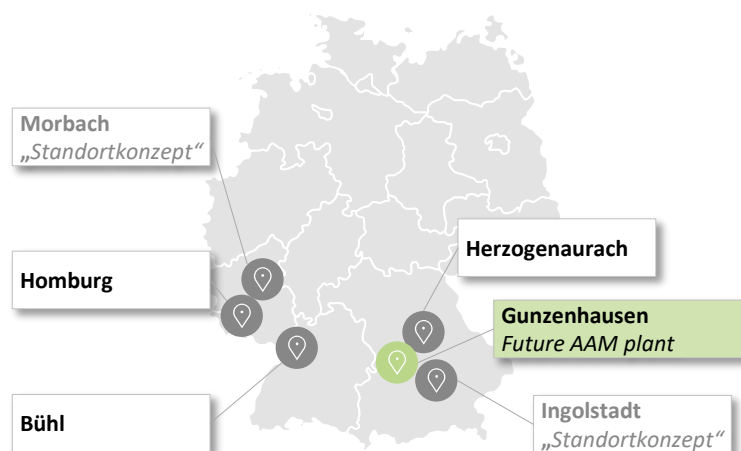 Morbach
„Standortkonzept“
Homburg
Bühl
Herzogenaurach
Gunzenhausen
Future AAM plant
Ingolstadt
„Standortkonzept“